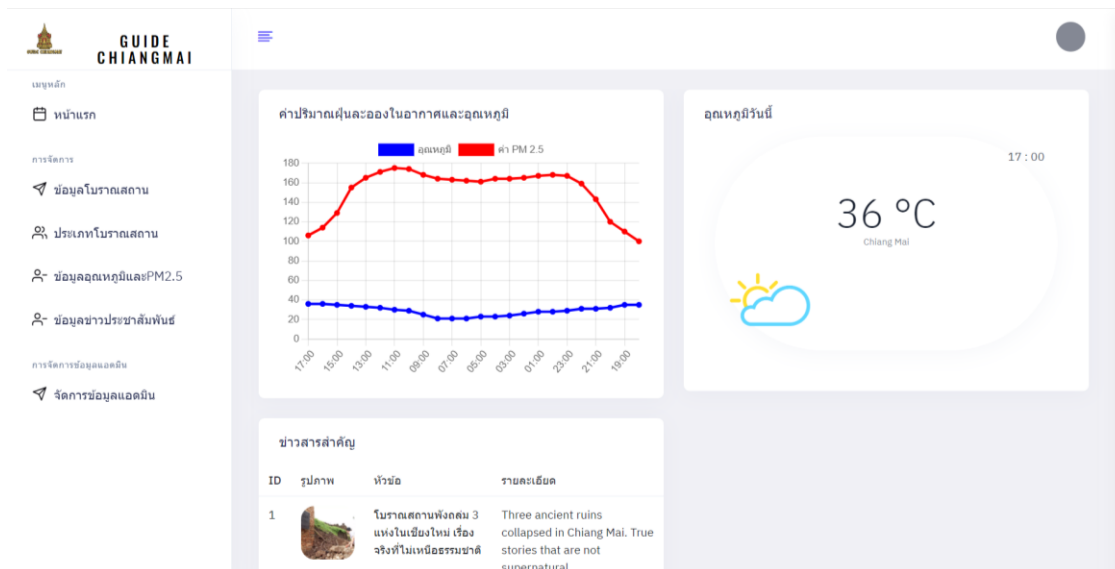 GUIDE
CHIANGMAI
เมนูหลัก
หน้าแรก
การจัดการ
ข้อมูลโบราณสถาน
ประเภทโบราณสถาน
ข้อมูลอุณหภูมิและPM2.5
ข้อมูลข่าวประชาสัมพันธ์
การจัดการข้อมูลแอดมิน
จัดการข้อมูลแอดมิน
ค่าปริมาณฝุ่นละอองในอากาศและอุณหภูมิ
อุณหภูมิ ค่า PM 2.5
180
160
140
120
100
80
60
40
20
0
17:00 15:00 13:00 11:00 09:00 07:00 05:00 03:00 01:00 23:00 21:00 19:00
อุณหภูมิวันนี้
17 : 00
36 °C
Chiang Mai
ข่าวสารสำคัญ
ID รูปภาพ หัวข้อ รายละเอียด
1 โบราณสถานพังถล่ม 3 Three ancient ruins
แห่งในเชียงใหม่ เรื่อง collapsed in Chiang Mai. True
จริงที่ไม่เหนือธรรมชาติ stories that are not
supernatural